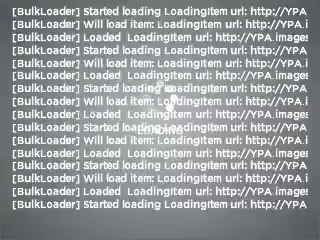 [BulkLoader] Started loading LoadingItem url: http://YPA
[BulkLoader] Will load item: LoadingItem url: http://YPA.i
[BulkLoader] Loaded LoadingItem url: http://YPA.images
[BulkLoader] Started loading LoadingItem url: http://YPA
[BulkLoader] Will load item: LoadingItem url: http://YPA.i
[BulkLoader] Loaded LoadingItem url: http://YPA.images
[BulkLoader] Started loading LoadingItem url: http://YPA
[BulkLoader] Will load item: LoadingItem url: http://YPA.i
[BulkLoader] Loaded LoadingItem url: http://YPA.images
[BulkLoader] Started loading LoadingItem url: http://YPA
LOADING
[BulkLoader] Will load item: LoadingItem url: http://YPA.i
[BulkLoader] Loaded LoadingItem url: http://YPA.images
[BulkLoader] Started loading LoadingItem url: http://YPA
[BulkLoader] Will load item: LoadingItem url: http://YPA.i
[BulkLoader] Loaded LoadingItem url: http://YPA.images
[BulkLoader] Started loading LoadingItem url: http://YPA